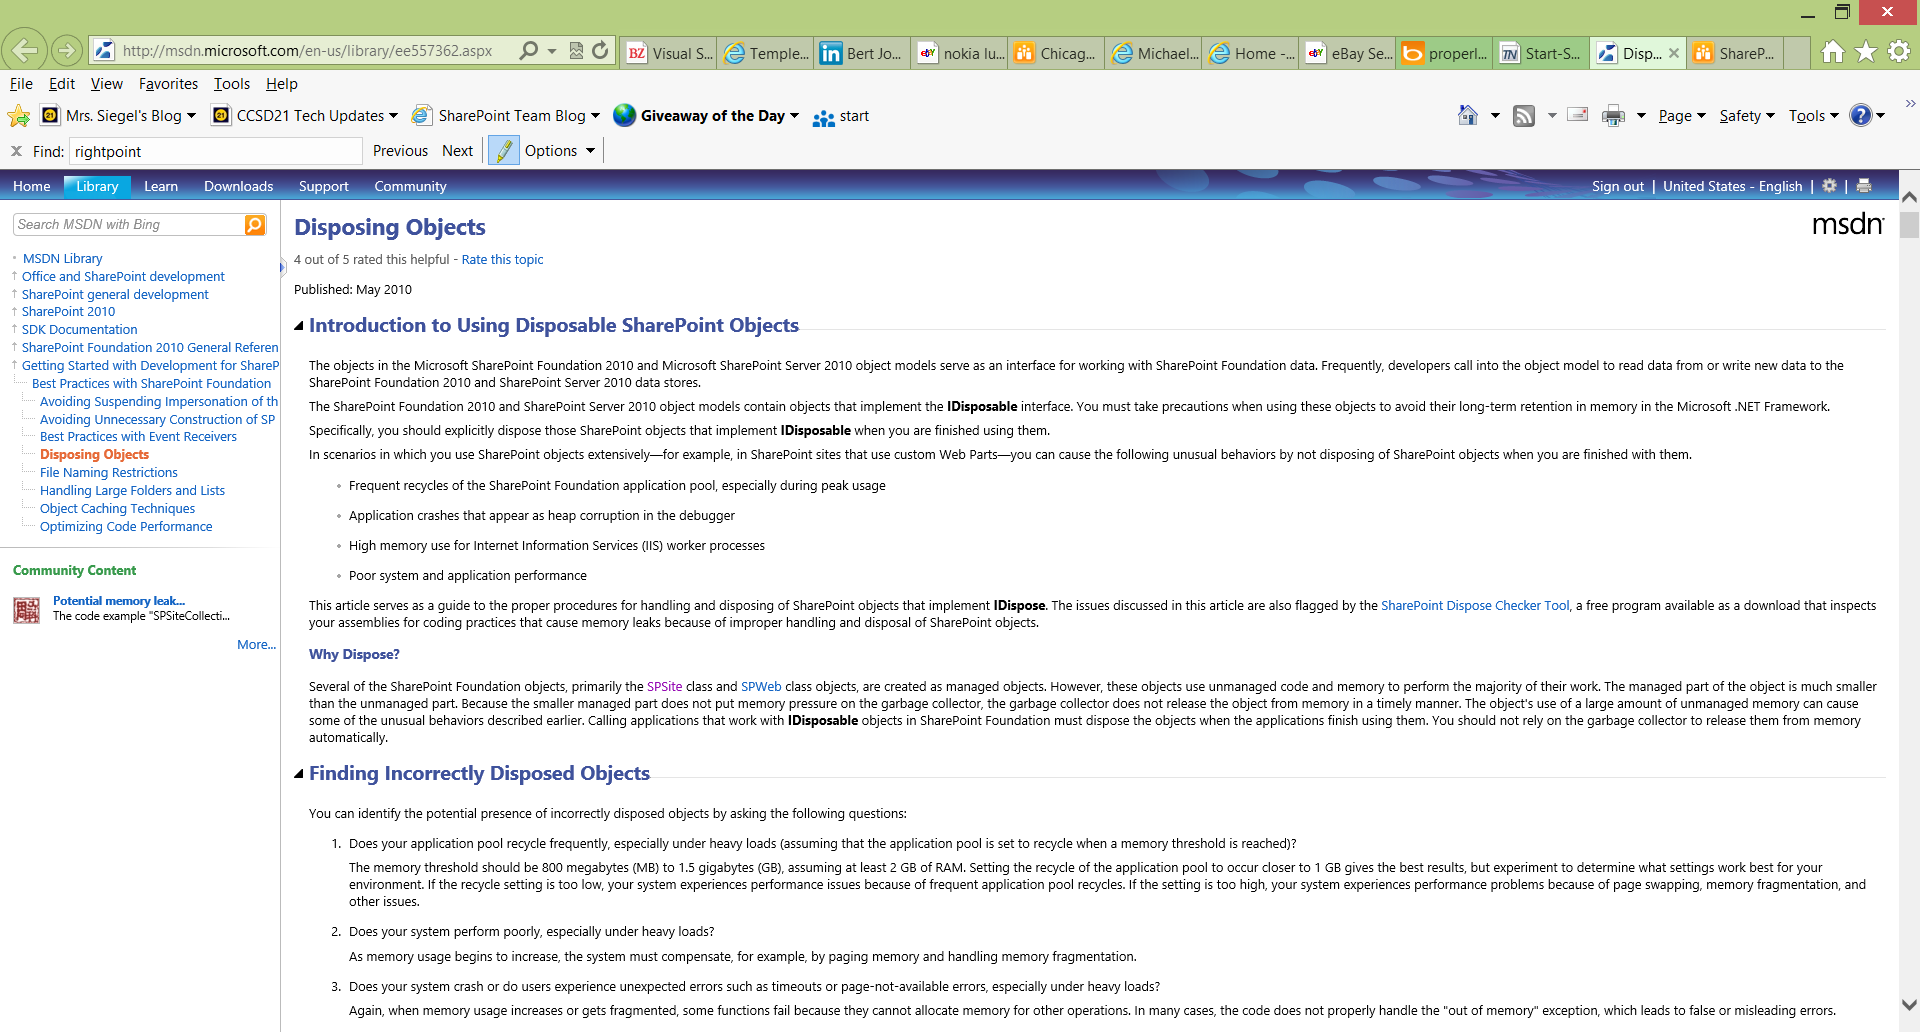 http://msdn.microsoft.com/en-us/library/ee557362.aspx
Visual S...
Temple...
Bert Jo...
nokia lu...
Chicag...
Michael...
Home -...
eBay Se...
properl...
Start-S...
Disp...
ShareP...
File Edit View Favorites Tools Help
Mrs. Siegel's Blog
CCSD21 Tech Updates
SharePoint Team Blog
Giveaway of the Day
start
Page
Safety
Tools
Find: rightpoint
Previous Next
Options
Home Library Learn Downloads Support Community
Sign out | United States - English |
Search MSDN with Bing
MSDN Library
Office and SharePoint development
SharePoint general development
SharePoint 2010
SDK Documentation
SharePoint Foundation 2010 General Referen
Getting Started with Development for ShareP
Best Practices with SharePoint Foundation
Avoiding Suspending Impersonation of th
Avoiding Unnecessary Construction of SP
Best Practices with Event Receivers
Disposing Objects
File Naming Restrictions
Handling Large Folders and Lists
Object Caching Techniques
Optimizing Code Performance
Community Content
Potential memory leak...
The code example "SPSiteCollecti...
More...
msdn
Disposing Objects
4 out of 5 rated this helpful - Rate this topic
Published: May 2010
Introduction to Using Disposable SharePoint Objects
The objects in the Microsoft SharePoint Foundation 2010 and Microsoft SharePoint Server 2010 object models serve as an interface for working with SharePoint Foundation data. Frequently, developers call into the object model to read data from or write new data to the
SharePoint Foundation 2010 and SharePoint Server 2010 data stores.
The SharePoint Foundation 2010 and SharePoint Server 2010 object models contain objects that implement the IDisposable interface. You must take precautions when using these objects to avoid their long-term retention in memory in the Microsoft .NET Framework.
Specifically, you should explicitly dispose those SharePoint objects that implement IDisposable when you are finished using them.
In scenarios in which you use SharePoint objects extensively—for example, in SharePoint sites that use custom Web Parts—you can cause the following unusual behaviors by not disposing of SharePoint objects when you are finished with them.
Frequent recycles of the SharePoint Foundation application pool, especially during peak usage
Application crashes that appear as heap corruption in the debugger
High memory use for Internet Information Services (IIS) worker processes
Poor system and application performance
This article serves as a guide to the proper procedures for handling and disposing of SharePoint objects that implement IDispose. The issues discussed in this article are also flagged by the SharePoint Dispose Checker Tool, a free program available as a download that inspects
your assemblies for coding practices that cause memory leaks because of improper handling and disposal of SharePoint objects.
Why Dispose?
Several of the SharePoint Foundation objects, primarily the SPSite class and SPWeb class objects, are created as managed objects. However, these objects use unmanaged code and memory to perform the majority of their work. The managed part of the object is much smaller
than the unmanaged part. Because the smaller managed part does not put memory pressure on the garbage collector, the garbage collector does not release the object from memory in a timely manner. The object's use of a large amount of unmanaged memory can cause
some of the unusual behaviors described earlier. Calling applications that work with IDisposable objects in SharePoint Foundation must dispose the objects when the applications finish using them. You should not rely on the garbage collector to release them from memory
automatically.
Finding Incorrectly Disposed Objects
You can identify the potential presence of incorrectly disposed objects by asking the following questions:
1. Does your application pool recycle frequently, especially under heavy loads (assuming that the application pool is set to recycle when a memory threshold is reached)?
The memory threshold should be 800 megabytes (MB) to 1.5 gigabytes (GB), assuming at least 2 GB of RAM. Setting the recycle of the application pool to occur closer to 1 GB gives the best results, but experiment to determine what settings work best for your
environment. If the recycle setting is too low, your system experiences performance issues because of frequent application pool recycles. If the setting is too high, your system experiences performance problems because of page swapping, memory fragmentation, and
other issues.
2. Does your system perform poorly, especially under heavy loads?
As memory usage begins to increase, the system must compensate, for example, by paging memory and handling memory fragmentation.
3. Does your system crash or do users experience unexpected errors such as timeouts or page-not-available errors, especially under heavy loads?
Again, when memory usage increases or gets fragmented, some functions fail because they cannot allocate memory for other operations. In many cases, the code does not properly handle the "out of memory" exception, which leads to false or misleading errors.